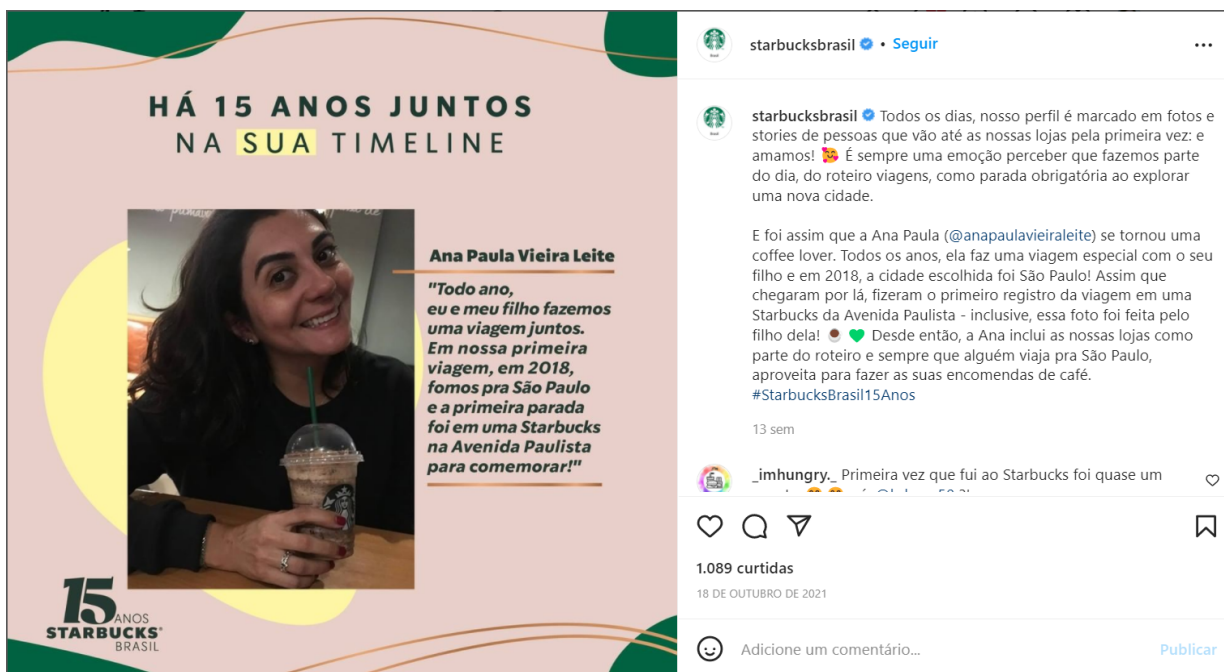 HÁ 15 ANOS JUNTOS
NA SUA TIMELINE
Ana Paula Vieira Leite
"Todo ano,
eu e meu filho fazemos
uma viagem juntos.
Em nossa primeira
viagem, em 2018,
fomos pra São Paulo
e a primeira parada
foi em uma Starbucks
na Avenida Paulista
para comemorar!"
15
ANOS
STARBUCKS
BRASIL
starbucksbrasil • Seguir
starbucksbrasil Todos os dias, nosso perfil é marcado em fotos e
stories de pessoas que vão até as nossas lojas pela primeira vez: e
amamos! 🥰 É sempre uma emoção perceber que fazemos parte
do dia, do roteiro viagens, como parada obrigatória ao explorar
uma nova cidade.
E foi assim que a Ana Paula (@anapaulavieiraleite) se tornou uma
coffee lover. Todos os anos, ela faz uma viagem especial com o seu
filho e em 2018, a cidade escolhida foi São Paulo! Assim que
chegaram por lá, fizeram o primeiro registro da viagem em uma
Starbucks da Avenida Paulista - inclusive, essa foto foi feita pelo
filho dela! ☕ 💚 Desde então, a Ana inclui as nossas lojas como
parte do roteiro e sempre que alguém viaja pra São Paulo,
aproveita para fazer as suas encomendas de café.
#StarbucksBrasil15Anos
13 sem
_imhungry._ Primeira vez que fui ao Starbucks foi quase um
1.089 curtidas
18 DE OUTUBRO DE 2021
Adicione um comentário...
Publicar